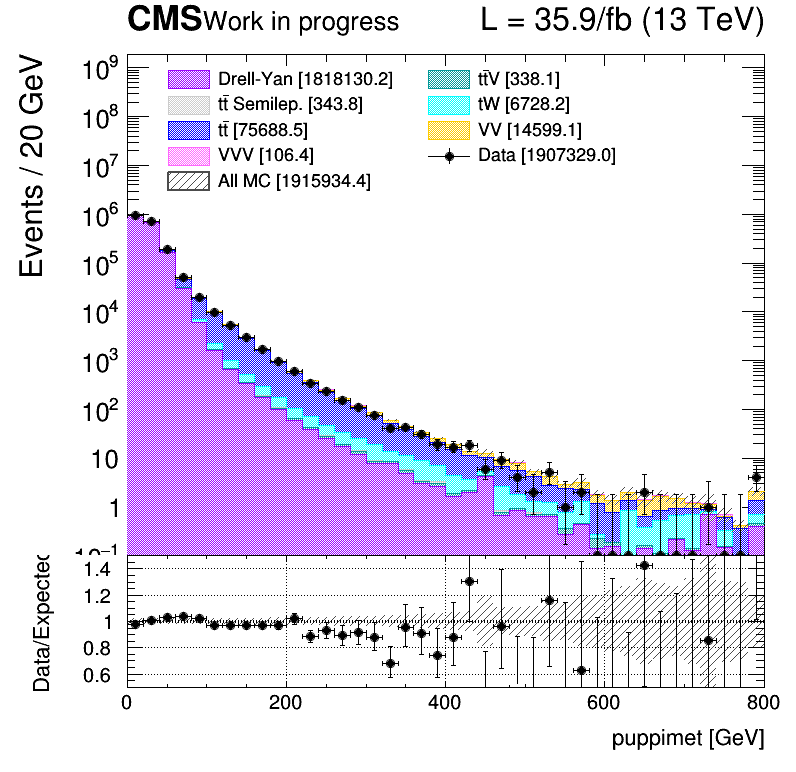 CMS Work in progress L = 35.9/fb (13 TeV)
Events / 20 GeV
Drell-Yan [1818130.2]
tt̄ Semilep. [343.8]
tt̄ [75688.5]
VVV [106.4]
All MC [1915934.4]
tt̄V [338.1]
tW [6728.2]
VV [14599.1]
Data [1907329.0]
10⁹
10⁸
10⁷
10⁶
10⁵
10⁴
10³
10²
10
1
10⁻¹
Data/Expected
1.4
1.2
1
0.8
0.6
0 200 400 600 800
puppimet [GeV]